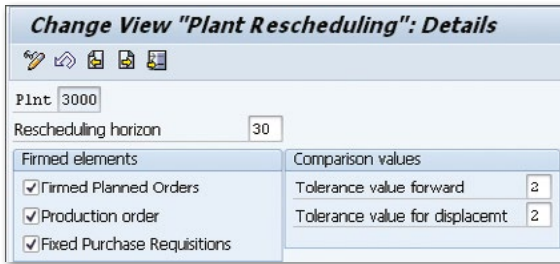 Change View "Plant Rescheduling": Details
Plnt 3000
Rescheduling horizon 30
Firmed elements
Firmed Planned Orders
Production order
Fixed Purchase Requisitions
Comparison values
Tolerance value forward 2
Tolerance value for displacemt 2